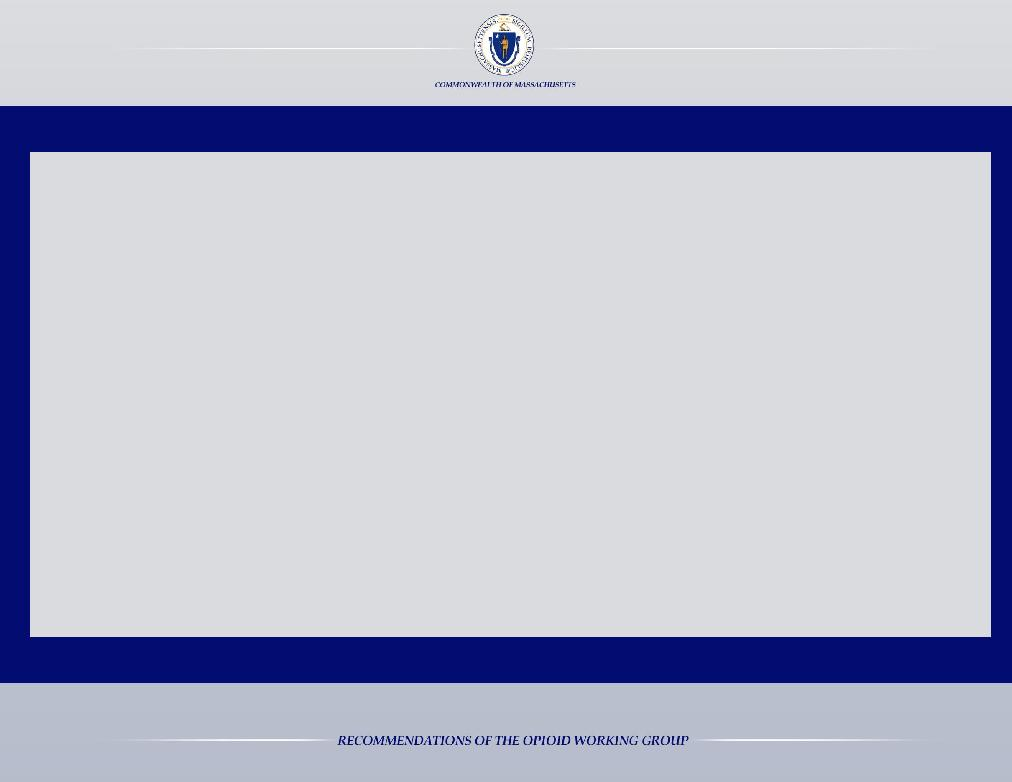 COMMONWEALTH OF MASSACHUSETTS
RECOMMENDATIONS OF THE OPIOID WORKING GROUP